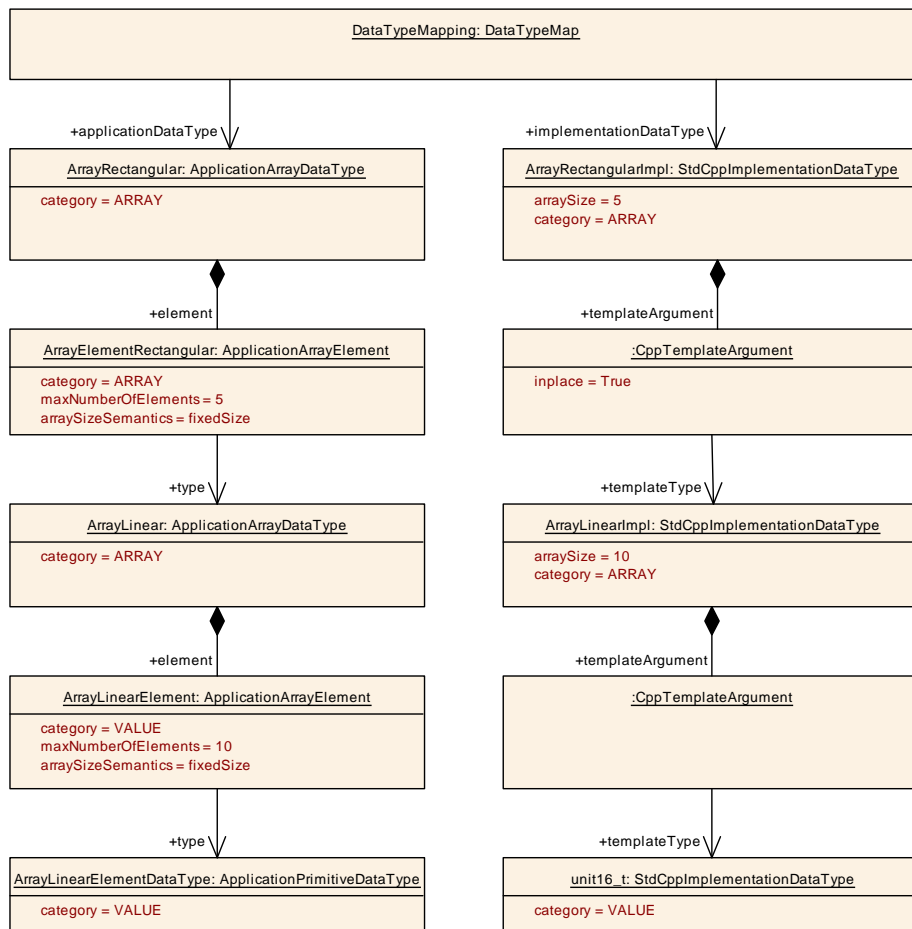 DataTypeMapping: DataTypeMap
+applicationDataType
+implementationDataType
ArrayRectangular: ApplicationArrayDataType
category = ARRAY
ArrayRectangularImpl: StdCppImplementationDataType
arraySize = 5
category = ARRAY
+element
+templateArgument
ArrayElementRectangular: ApplicationArrayElement
category = ARRAY
maxNumberOfElements = 5
arraySizeSemantics = fixedSize
:CppTemplateArgument
inplace = True
+type
+templateType
ArrayLinear: ApplicationArrayDataType
category = ARRAY
ArrayLinearImpl: StdCppImplementationDataType
arraySize = 10
category = ARRAY
+element
+templateArgument
ArrayLinearElement: ApplicationArrayElement
category = VALUE
maxNumberOfElements = 10
arraySizeSemantics = fixedSize
:CppTemplateArgument
+type
+templateType
ArrayLinearElementDataType: ApplicationPrimitiveDataType
category = VALUE
unit16_t: StdCppImplementationDataType
category = VALUE